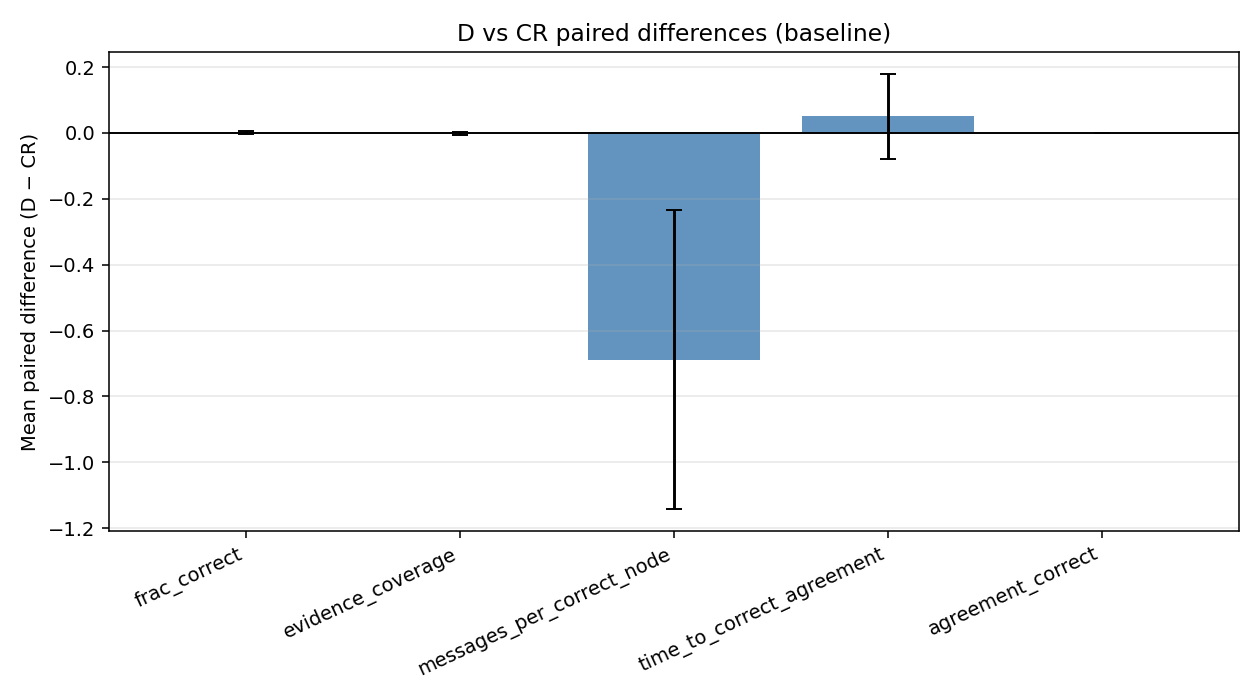 D vs CR paired differences (baseline)
Mean paired difference (D − CR)
0.2
0.0
−0.2
−0.4
−0.6
−0.8
−1.0
−1.2
frac_correct
evidence_coverage
messages_per_correct_node
time_to_correct_agreement
agreement_correct